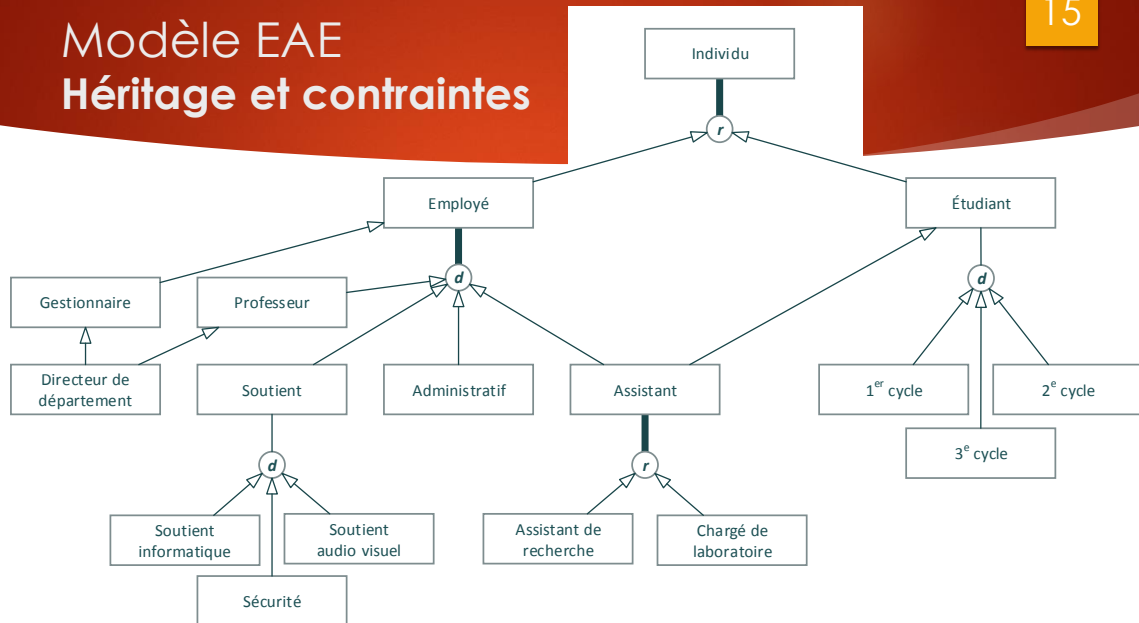 15
Modèle EAE
Héritage et contraintes
Individu
r
Employé
Étudiant
d
d
Gestionnaire
Professeur
Directeur de
département
Soutient
Administratif
Assistant
1er cycle
2e cycle
3e cycle
d
r
Soutient
informatique
Soutient
audio visuel
Assistant de
recherche
Chargé de
laboratoire
Sécurité